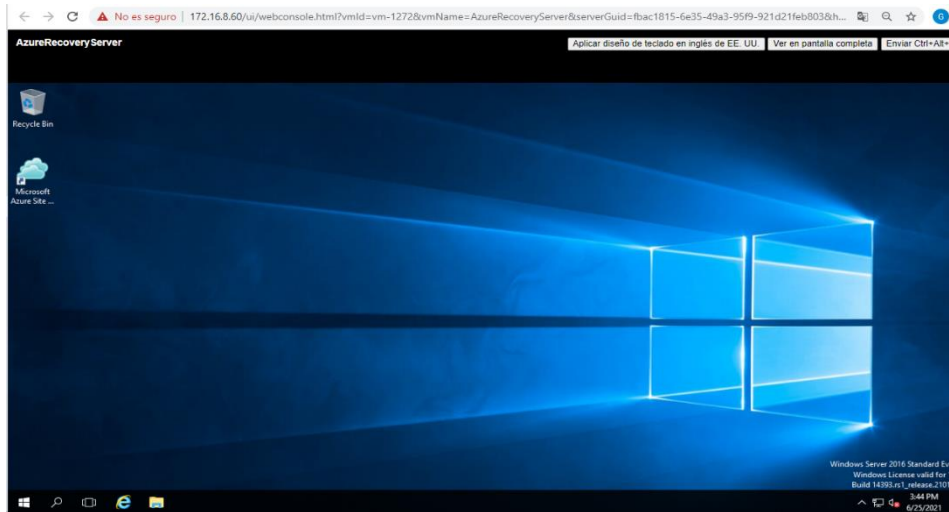 No es seguro | 172.16.8.60/ui/webconsole.html?vmId=vm-1272&vmName=AzureRecoveryServer&serverGuid=fbac1815-6e35-49a3-95f9-921d21feb803&h...
G
AzureRecoveryServer
Aplicar diseño de teclado en inglés de EE. UU. Ver en pantalla completa Enviar Ctrl+Alt+
Recycle Bin
Microsoft
Azure Site ...
Windows Server 2016 Standard Ev
Windows License valid for
Build 14393.rs1_release.2101
3:44 PM
6/25/2021